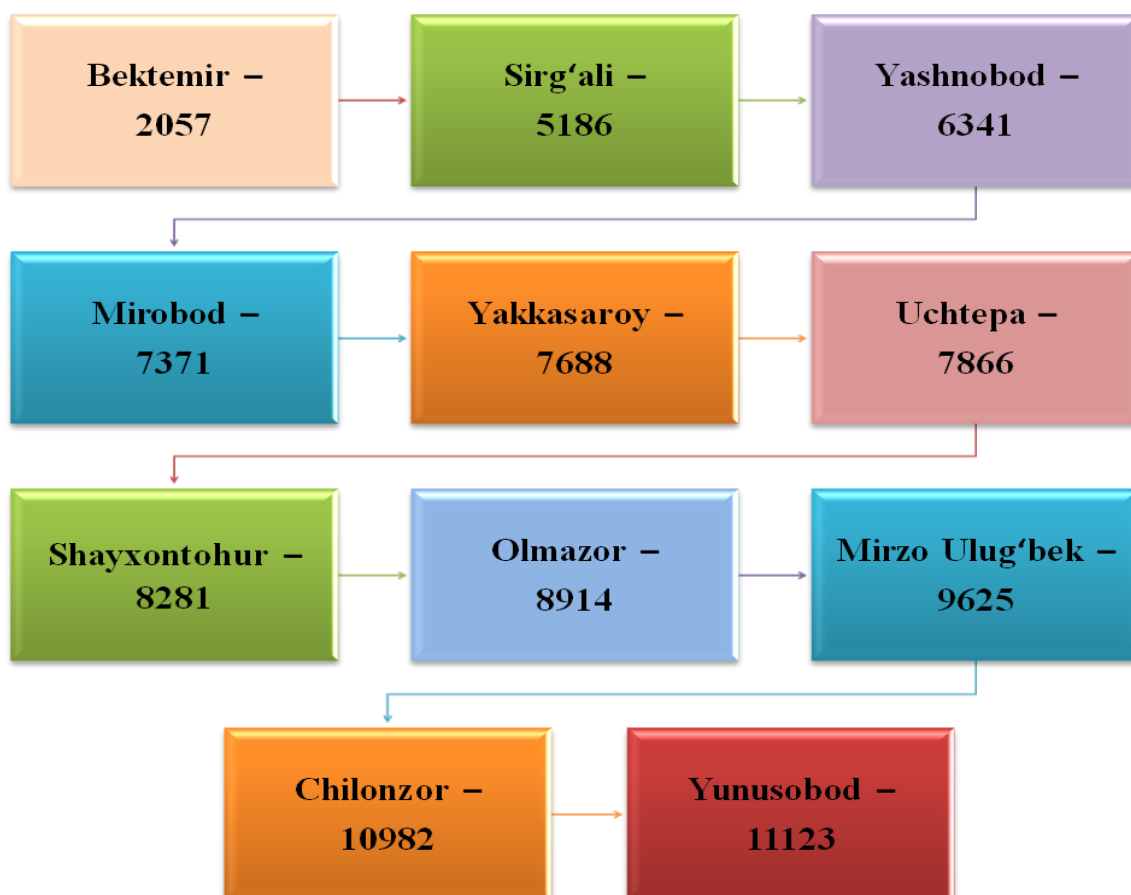 Bektemir –
2057
Sirg‘ali –
5186
Yashnobod –
6341
Mirobod –
7371
Yakkasaroy –
7688
Uchtepa –
7866
Shayxontohur –
8281
Olmazor –
8914
Mirzo Ulug‘bek –
9625
Chilonzor –
10982
Yunusobod –
11123